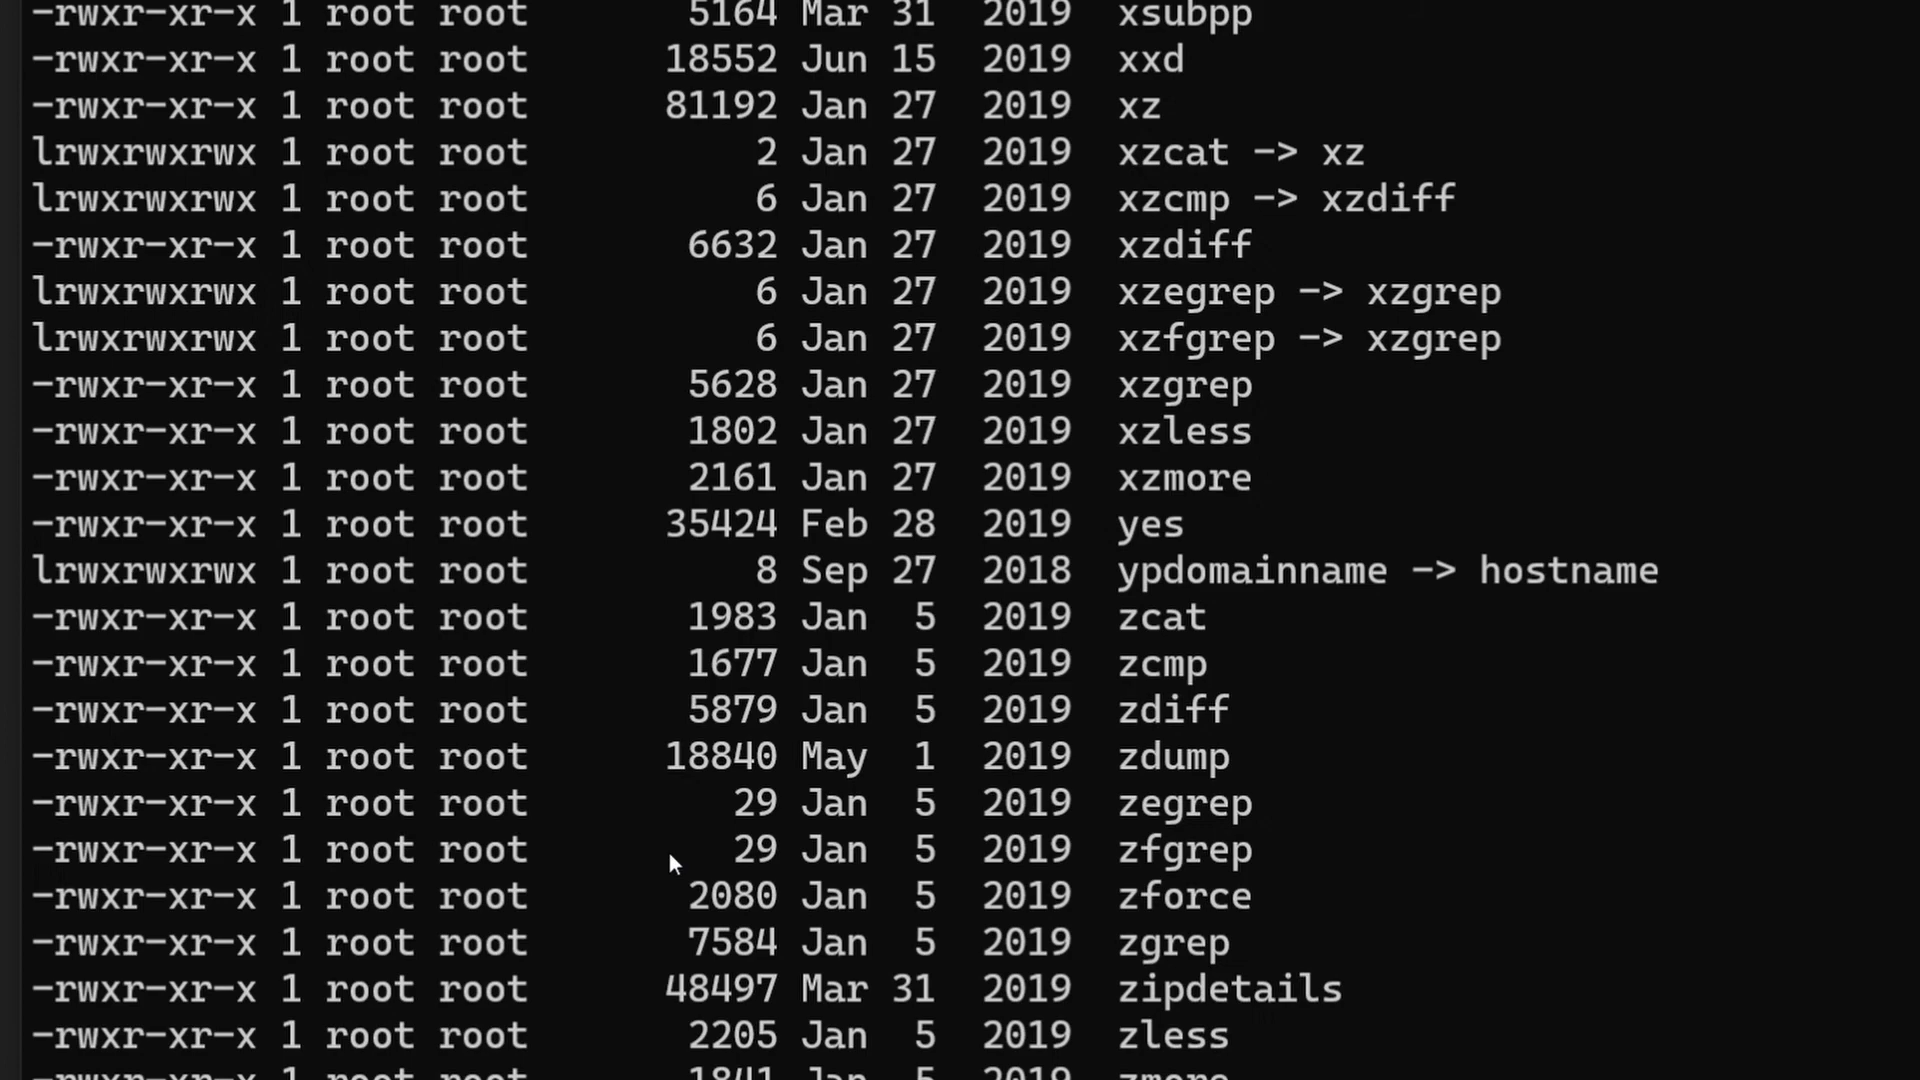 -rwxr-xr-x 1 root root 5164 Mar 31 2019 xsubpp
-rwxr-xr-x 1 root root 18552 Jun 15 2019 xxd
-rwxr-xr-x 1 root root 81192 Jan 27 2019 xz
lrwxrwxrwx 1 root root 2 Jan 27 2019 xzcat -> xz
lrwxrwxrwx 1 root root 6 Jan 27 2019 xzcmp -> xzdiff
-rwxr-xr-x 1 root root 6632 Jan 27 2019 xzdiff
lrwxrwxrwx 1 root root 6 Jan 27 2019 xzegrep -> xzgrep
lrwxrwxrwx 1 root root 6 Jan 27 2019 xzfgrep -> xzgrep
-rwxr-xr-x 1 root root 5628 Jan 27 2019 xzgrep
-rwxr-xr-x 1 root root 1802 Jan 27 2019 xzless
-rwxr-xr-x 1 root root 2161 Jan 27 2019 xzmore
-rwxr-xr-x 1 root root 35424 Feb 28 2019 yes
lrwxrwxrwx 1 root root 8 Sep 27 2018 ypdomainname -> hostname
-rwxr-xr-x 1 root root 1983 Jan 5 2019 zcat
-rwxr-xr-x 1 root root 1677 Jan 5 2019 zcmp
-rwxr-xr-x 1 root root 5879 Jan 5 2019 zdiff
-rwxr-xr-x 1 root root 18840 May 1 2019 zdump
-rwxr-xr-x 1 root root 29 Jan 5 2019 zegrep
-rwxr-xr-x 1 root root 29 Jan 5 2019 zfgrep
-rwxr-xr-x 1 root root 2080 Jan 5 2019 zforce
-rwxr-xr-x 1 root root 7584 Jan 5 2019 zgrep
-rwxr-xr-x 1 root root 48497 Mar 31 2019 zipdetails
-rwxr-xr-x 1 root root 2205 Jan 5 2019 zless
-rwxr-xr-x 1 root root 1841 Jan 5 2019 zmore